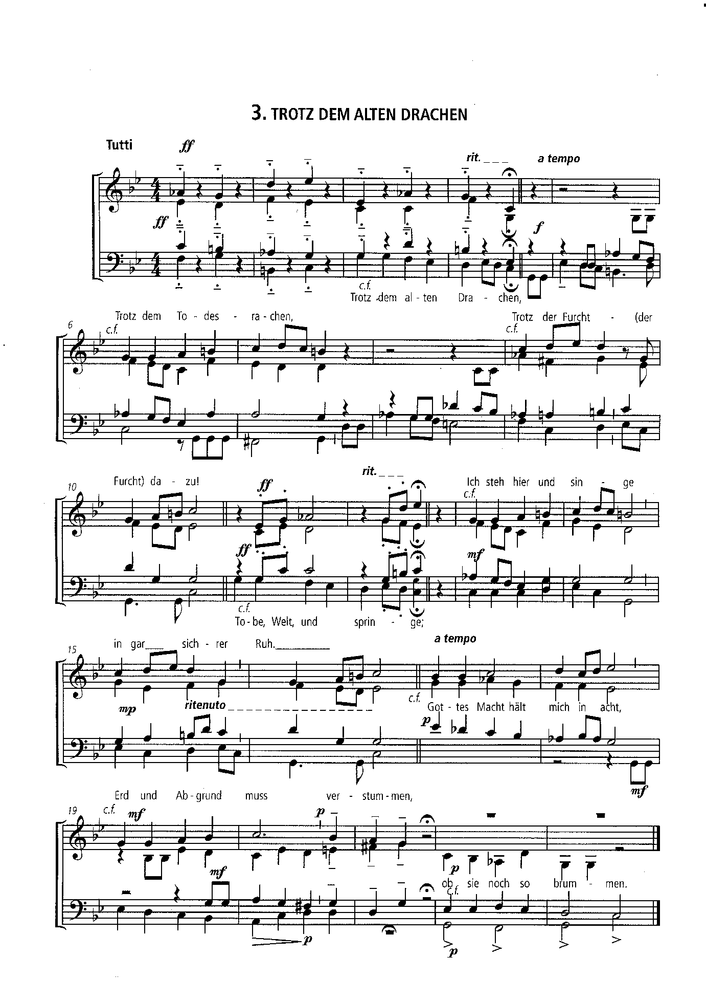 3. TROTZ DEM ALTEN DRACHEN
Tutti
ff
rit. _ _ _
a tempo
ff
f
c.f.
Trotz dem al - ten Dra - chen,
Trotz dem To - des - ra - chen,
Trotz der Furcht - (der
6
c.f.
c.f.
rit. _ _ _
Furcht) da - zu!
ff
Ich steh hier und sin - ge
10
c.f.
ff
mf
c.f.
To - be, Welt, und sprin - ge;
a tempo
in gar___ sich - rer Ruh.________
15
c.f.
mp
ritenuto _ _ _ _ _ _ _ _ _ _ _ _ _ _ _ _
Got - tes Macht hält mich in acht,
p
mf
Erd und Ab - grund muss ver - stum - men,
19
c.f.
mf
p
mf
p
ob sie noch so brum - men.
c.f.
p
p